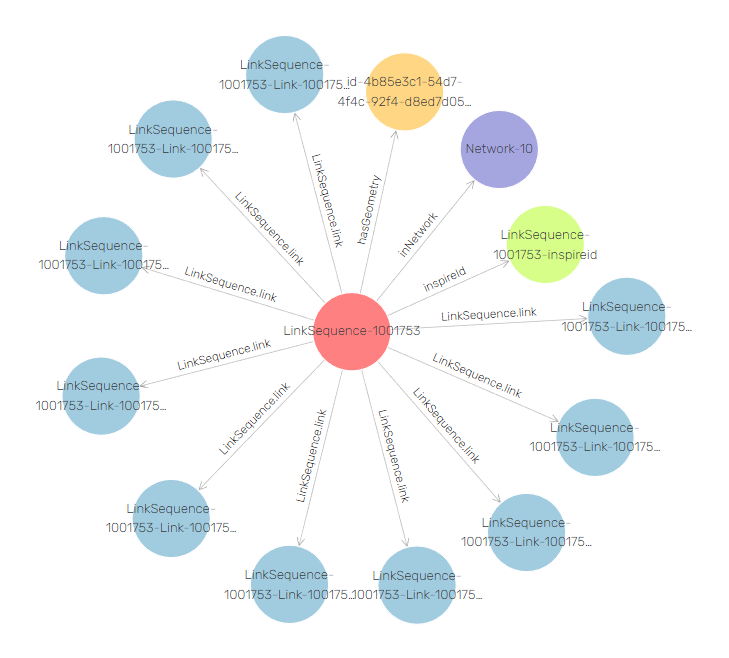 LinkSequence-
1001753-Link-100175…
id-4b85e3c1-54d7-
4f4c-92f4-d8ed7d05…
LinkSequence-
1001753-Link-100175…
Network-10
LinkSequence.link
hasGeometry
LinkSequence.link
inNetwork
LinkSequence-
1001753-Link-100175…
LinkSequence-
1001753-inspireid
LinkSequence.link
inspireId
LinkSequence-
1001753-Link-100175…
LinkSequence.link
LinkSequence-1001753
LinkSequence.link
LinkSequence.link
LinkSequence-
1001753-Link-100175…
LinkSequence.link
LinkSequence.link
LinkSequence-
1001753-Link-100175…
LinkSequence.link
LinkSequence.link
LinkSequence-
1001753-Link-100175…
LinkSequence-
1001753-Link-100175…
LinkSequence-
1001753-Link-100175…
LinkSequence-
1001753-Link-100175…